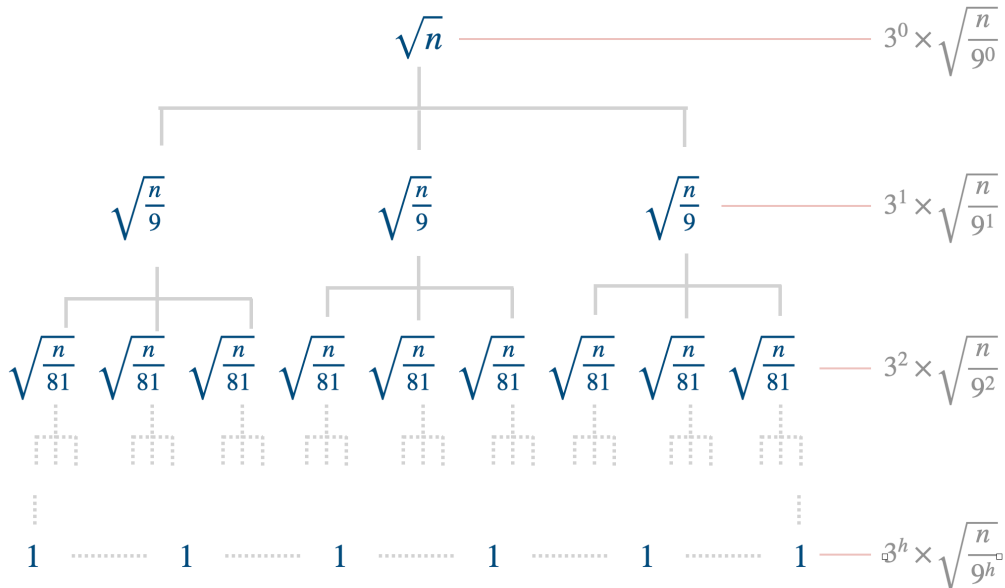 √n 3^0 × √(n/9^0)
√(n/9) √(n/9) √(n/9) 3^1 × √(n/9^1)
√(n/81) √(n/81) √(n/81) √(n/81) √(n/81) √(n/81) √(n/81) √(n/81) √(n/81) 3^2 × √(n/9^2)
1 1 1 1 1 1 3^h × √(n/9^h)